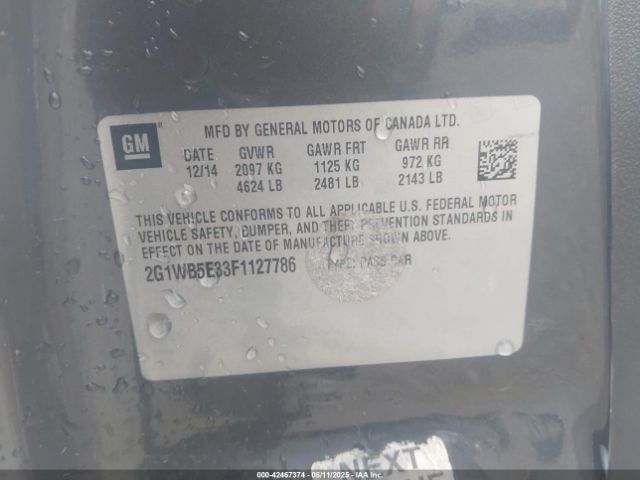 GM
MFD BY GENERAL MOTORS OF CANADA LTD.
DATE GVWR GAWR FRT GAWR RR
12/14 2097 KG 1125 KG 972 KG
4624 LB 2481 LB 2143 LB
THIS VEHICLE CONFORMS TO ALL APPLICABLE U.S. FEDERAL MOTOR
VEHICLE SAFETY, BUMPER, AND THEFT PREVENTION STANDARDS IN
EFFECT ON THE DATE OF MANUFACTURE SHOWN ABOVE.
2G1WB5E33F1127786 TYPE: PASS CAR
NEXT
000-42467374 - 06/11/2025 - IAAI.COM